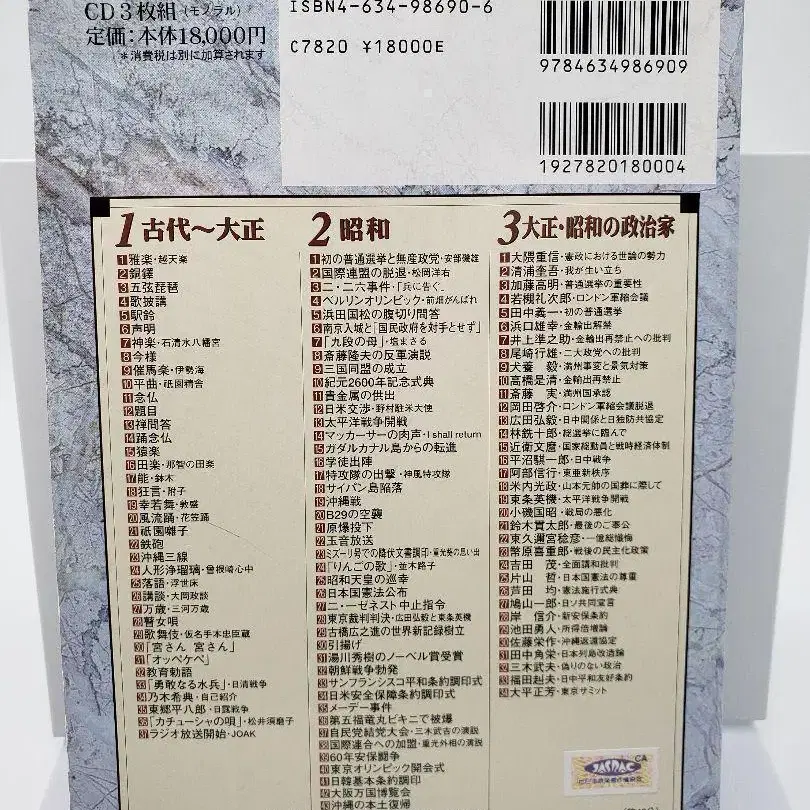 CD3枚組（モノラル）
定価：本体18,000円
＊消費税は別に加算されます
ISBN4-634-98690-6
C7820 ¥18000E
9784634986909
1927820180004
1 古代〜大正
1雅楽・越天楽
2銅鐸
3五弦琵琶
4歌披講
5駅鈴
6声明
7神楽・石清水八幡宮
8今様
9催馬楽・伊勢海
10平曲・祇園精舎
11念仏
12題目
13禅問答
14踊念仏
15猿楽
16田楽・那智の田楽
17能・鉢木
18狂言・附子
19幸若舞・敦盛
20風流踊・花笠踊
21祇園囃子
22鉄砲
23沖縄三線
24人形浄瑠璃・曽根崎心中
25落語・浮世床
26講談・大岡政談
27万歳・三河万歳
28瞽女唄
29歌舞伎・仮名手本忠臣蔵
30「宮さん 宮さん」
31「オッペケペ」
32教育勅語
33「勇敢なる水兵」・日清戦争
34乃木希典・自己紹介
35東郷平八郎・日露戦争
36「カチューシャの唄」・松井須磨子
37ラジオ放送開始・JOAK
2 昭和
1初の普通選挙と無産政党・安部磯雄
2国際連盟の脱退・松岡洋右
3二・二六事件・「兵に告ぐ」
4ベルリンオリンピック・前畑がんばれ
5浜田国松の腹切り問答
6南京入城と「国民政府を対手とせず」
7「九段の母」・塩まさる
8斎藤隆夫の反軍演説
9三国同盟の成立
10紀元2600年記念式典
11貴金属の供出
12日米交渉・野村駐米大使
13太平洋戦争開戦
14マッカーサーの肉声・I shall return
15ガダルカナル島からの転進
16学徒出陣
17特攻隊の出撃・神風特攻隊
18サイパン島陥落
19沖縄戦
20B29の空襲
21原爆投下
22玉音放送
23ミズーリ号での降伏文書調印・重光葵の思い出
24「りんごの歌」・並木路子
25昭和天皇の巡幸
26日本国憲法公布
27二・一ゼネスト中止指令
28東京裁判判決・広田弘毅と東条英機
29古橋広之進の世界新記録樹立
30引揚げ
31湯川秀樹のノーベル賞受賞
32朝鮮戦争勃発
33サンフランシスコ平和条約調印式
34日米安全保障条約調印式
35メーデー事件
36第五福竜丸ビキニで被爆
37自民党結党大会・三木武吉の演説
38国際連合への加盟・重光外相の演説
39 60年安保闘争
40東京オリンピック開会式
41日韓基本条約調印
42大阪万国博覧会
43沖縄の本土復帰
3 大正・昭和の政治家
1大隈重信・憲政における世論の勢力
2清浦奎吾・我が生い立ち
3加藤高明・普通選挙の重要性
4若槻礼次郎・ロンドン軍縮会議
5田中義一・初の普通選挙
6浜口雄幸・金輸出解禁
7井上準之助・金輸出再禁止への批判
8尾崎行雄・二大政党への批判
9犬養 毅・満州事変と景気対策
10高橋是清・金輸出再禁止
11斎藤 実・満州国承認
12岡田啓介・ロンドン軍縮会議脱退
13広田弘毅・日中関係と日独防共協定
14林銑十郎・総選挙に臨んで
15近衛文麿・国家総動員と戦時経済体制
16平沼騏一郎・日中戦争
17阿部信行・東亜新秩序
18米内光政・山本元帥の国葬に際して
19東条英機・太平洋戦争開戦
20小磯国昭・戦局の悪化
21鈴木貫太郎・最後のご奉公
22東久邇宮稔彦・一億総懺悔
23幣原喜重郎・戦後の民主化政策
24吉田 茂・全面講和批判
25片山 哲・日本国憲法の尊重
26芦田 均・憲法施行式典
27鳩山一郎・日ソ共同宣言
28岸 信介・新安保条約
29池田勇人・所得倍増論
30佐藤栄作・沖縄返還協定
31田中角栄・日本列島改造論
32三木武夫・偽りのない政治
33福田赳夫・日中平和友好条約
34大平正芳・東京サミット
CA
JASRAC